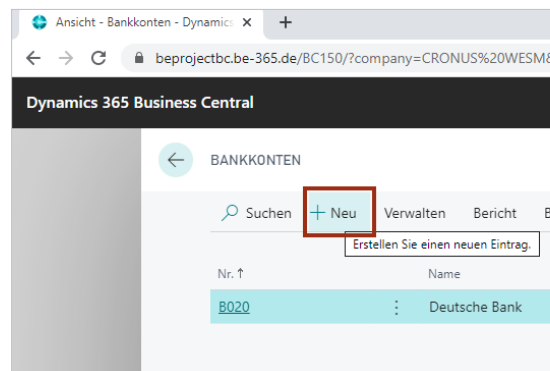 Ansicht - Bankkonten - Dynamics
beprojectbc.be-365.de/BC150/?company=CRONUS%20WESM&
Dynamics 365 Business Central
BANKKONTEN
Suchen + Neu Verwalten Bericht
Erstellen Sie einen neuen Eintrag.
Nr. ↑ Name
B020 Deutsche Bank